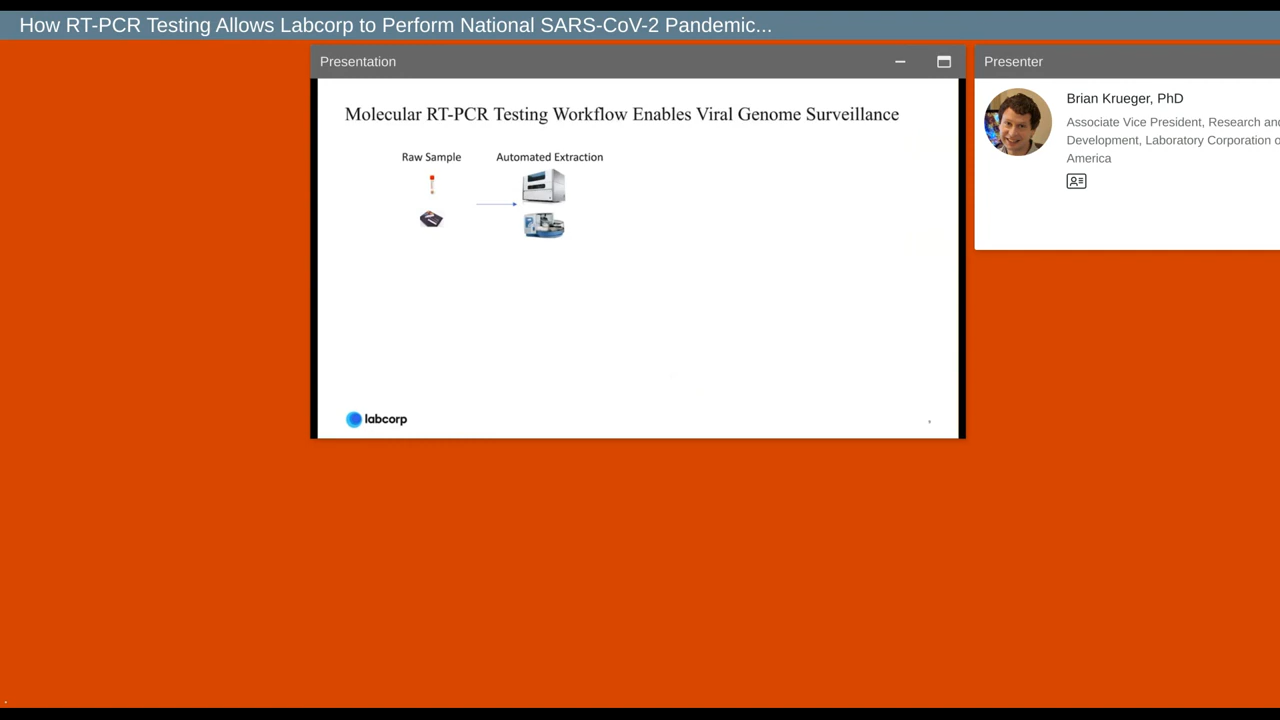 How RT-PCR Testing Allows Labcorp to Perform National SARS-CoV-2 Pandemic...
Presentation
Presenter
Molecular RT-PCR Testing Workflow Enables Viral Genome Surveillance
Raw Sample
Automated Extraction
labcorp
Brian Krueger, PhD
Associate Vice President, Research and
Development, Laboratory Corporation o
America